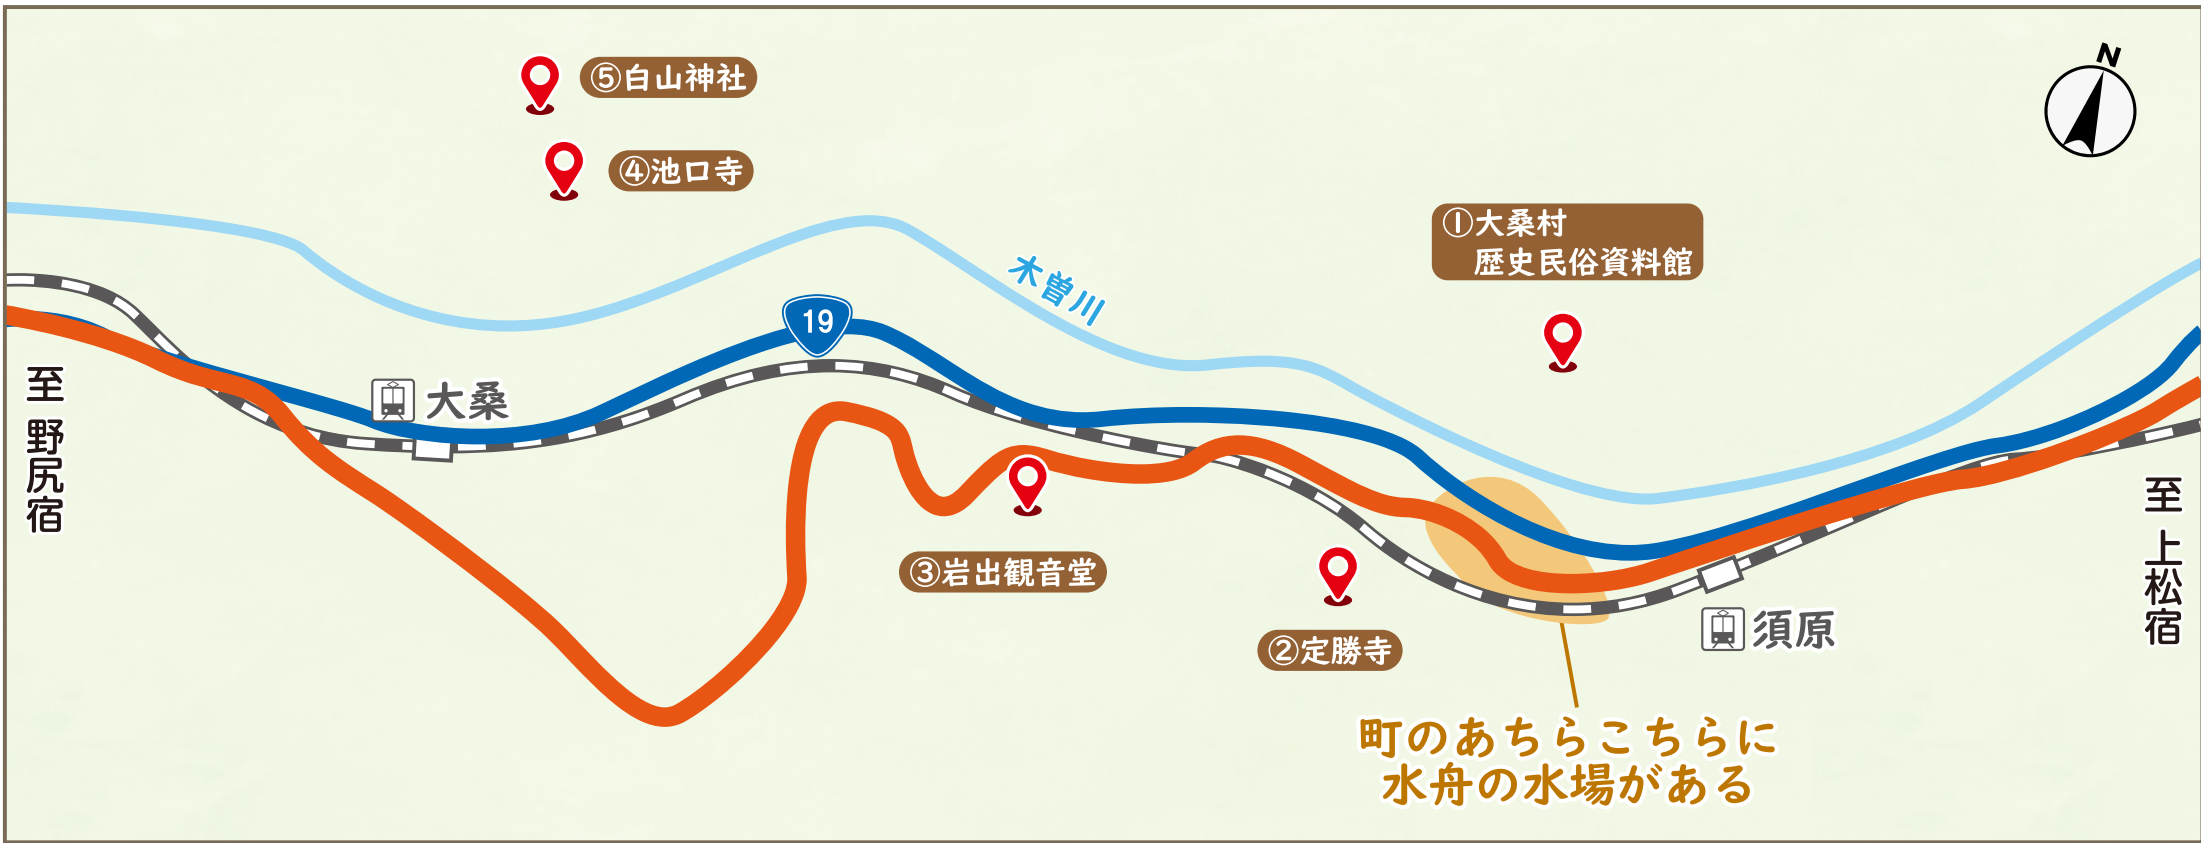 ⑤白山神社
N
④池口寺
①大桑村
歴史民俗資料館
木曽川
19
大桑
至 野尻宿
至 上松宿
③岩出観音堂
②定勝寺
須原
町のあちらこちらに
水舟の水場がある